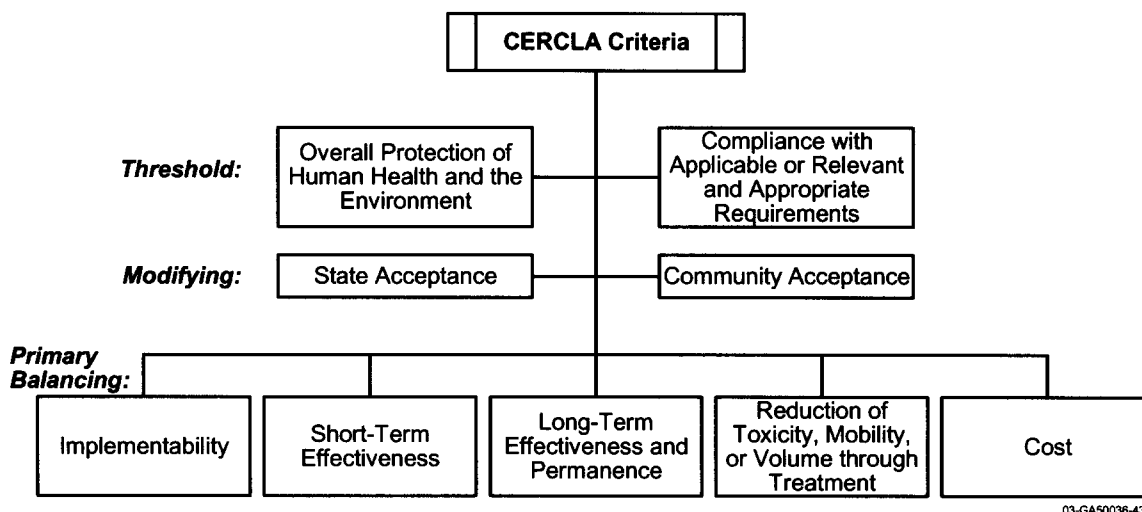 CERCLA Criteria
Threshold:
Overall Protection of
Human Health and the
Environment
Compliance with
Applicable or Relevant
and Appropriate
Requirements
Modifying:
State Acceptance
Community Acceptance
Primary
Balancing:
Implementability
Short-Term
Effectiveness
Long-Term
Effectiveness and
Permanence
Reduction of
Toxicity, Mobility,
or Volume through
Treatment
Cost